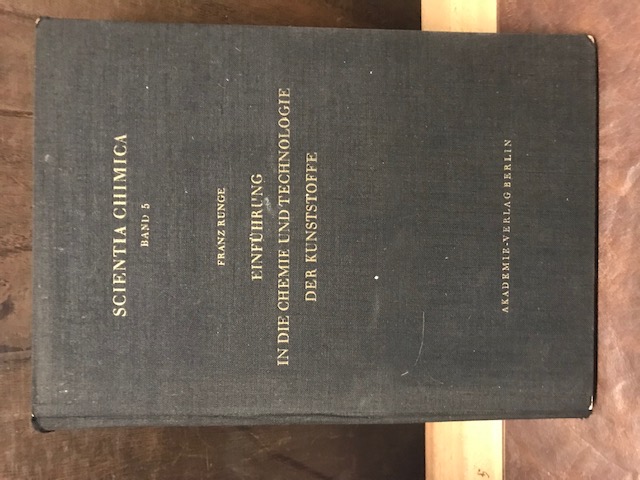 SCIENTIA CHIMICA
BAND 5
FRANZ RUNGE
EINFÜHRUNG
IN DIE CHEMIE UND TECHNOLOGIE
DER KUNSTSTOFFE
AKADEMIE-VERLAG BERLIN